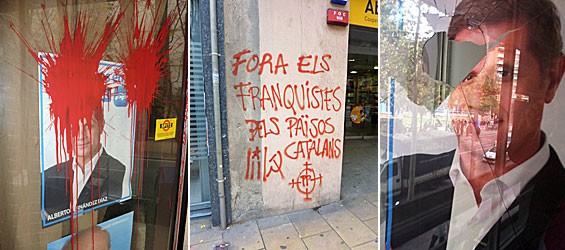 ALBERTO FERNÁNDEZ DÍAZ
FORA ELS
FRANQUISTES
DELS PAÏSOS
CATALANS